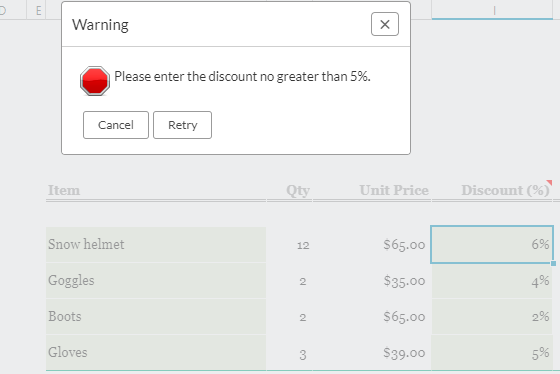 D E I
Warning
Please enter the discount no greater than 5%.
Cancel Retry
Item Qty Unit Price Discount (%)
Snow helmet 12 $65.00 6%
Goggles 2 $35.00 4%
Boots 2 $65.00 2%
Gloves 3 $39.00 5%